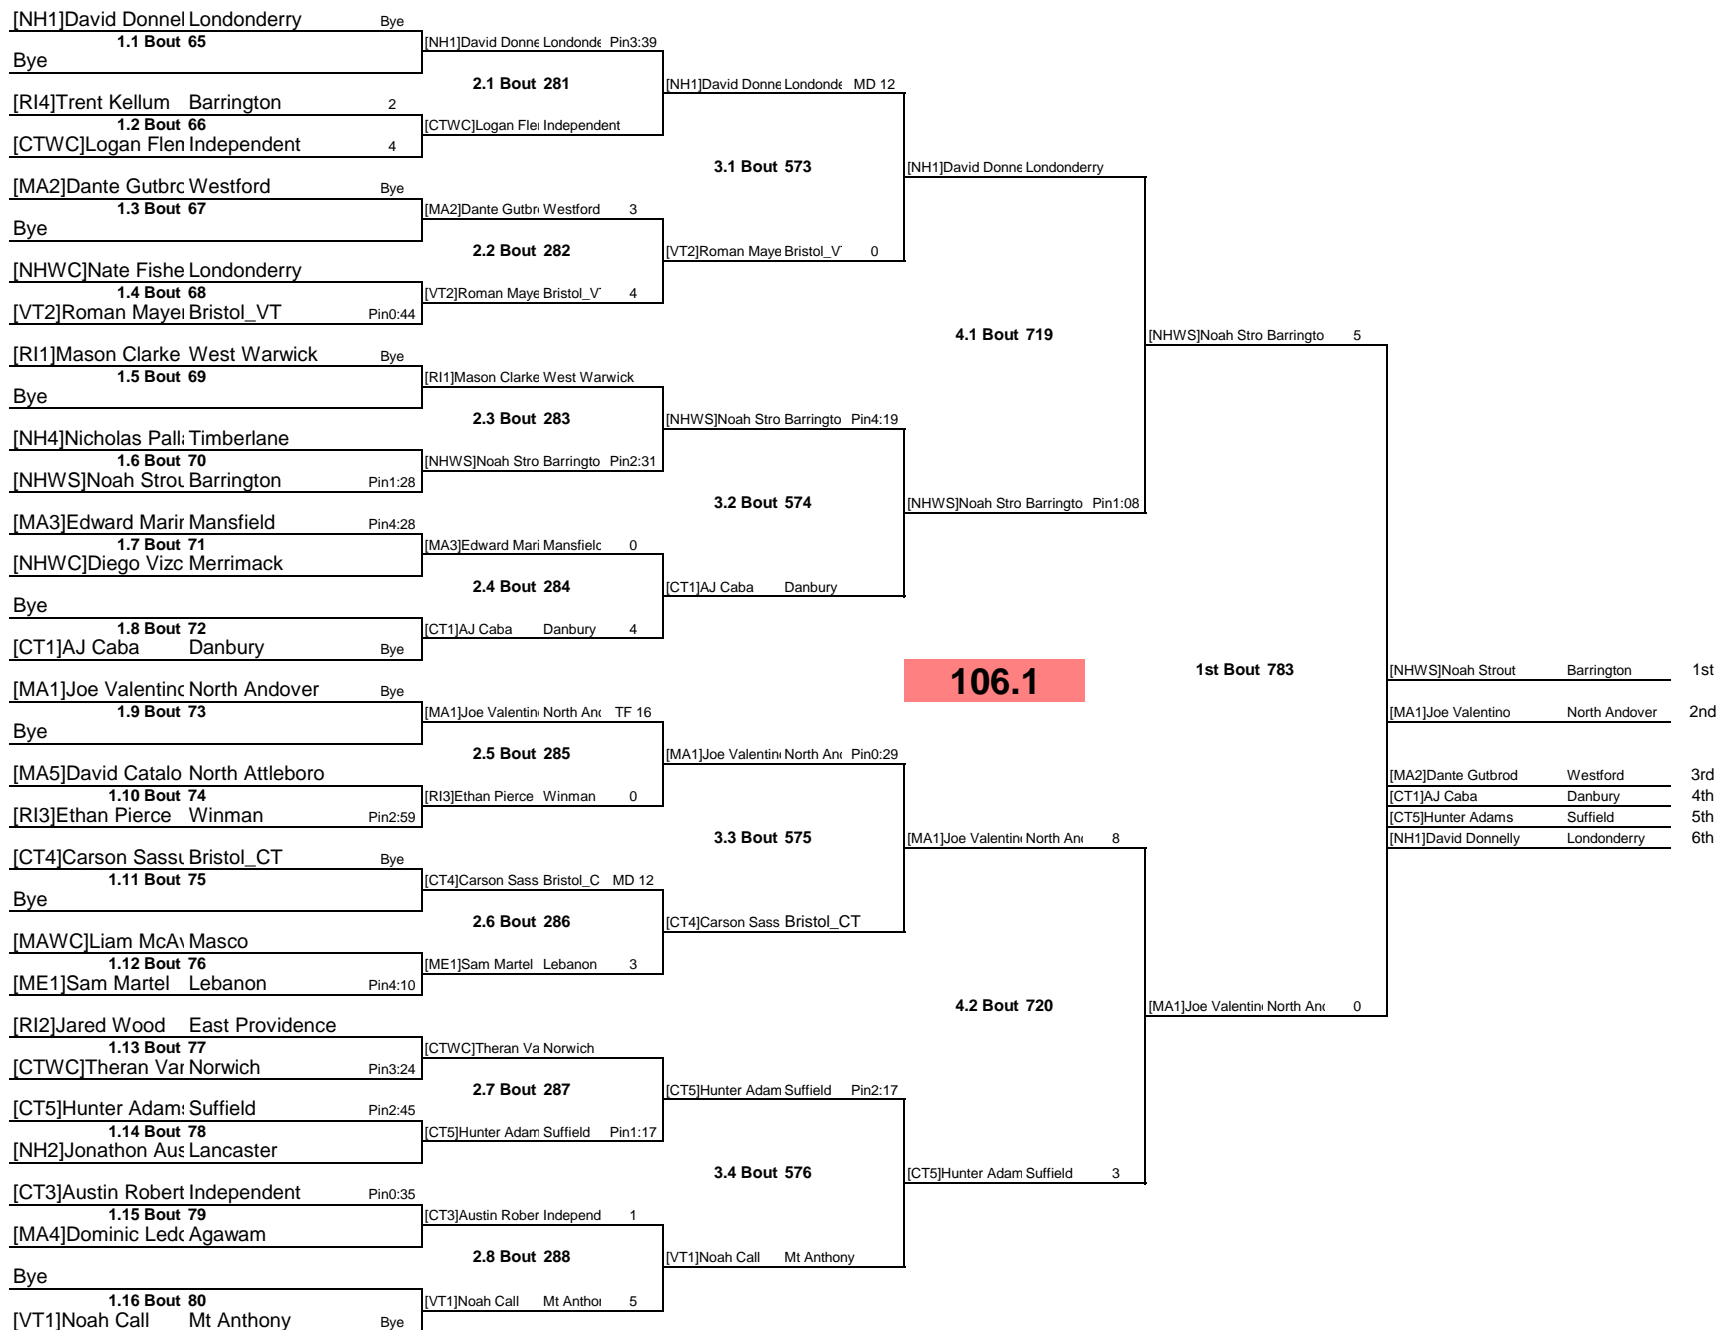 [NH1]David Donnel Londonderry Bye
1.1 Bout 65
Bye
[RI4]Trent Kellum Barrington 2
1.2 Bout 66
[CTWC]Logan Flem Independent 4
[MA2]Dante Gutbrc Westford Bye
1.3 Bout 67
Bye
[NHWC]Nate Fishe Londonderry
1.4 Bout 68
[VT2]Roman Mayer Bristol_VT Pin0:44
[RI1]Mason Clarke West Warwick Bye
1.5 Bout 69
Bye
[NH4]Nicholas Palla Timberlane
1.6 Bout 70
[NHWS]Noah Strou Barrington Pin1:28
[MA3]Edward Marin Mansfield Pin4:28
1.7 Bout 71
[NHWC]Diego Vizc Merrimack
Bye
1.8 Bout 72
[CT1]AJ Caba Danbury Bye
[MA1]Joe Valentino North Andover Bye
1.9 Bout 73
Bye
[MA5]David Catalo North Attleboro
1.10 Bout 74
[RI3]Ethan Pierce Winman Pin2:59
[CT4]Carson Sassu Bristol_CT Bye
1.11 Bout 75
Bye
[MAWC]Liam McAv Masco
1.12 Bout 76
[ME1]Sam Martel Lebanon Pin4:10
[RI2]Jared Wood East Providence
1.13 Bout 77
[CTWC]Theran Var Norwich Pin3:24
[CT5]Hunter Adams Suffield Pin2:45
1.14 Bout 78
[NH2]Jonathon Aus Lancaster
[CT3]Austin Robert Independent Pin0:35
1.15 Bout 79
[MA4]Dominic Ledc Agawam
Bye
1.16 Bout 80
[VT1]Noah Call Mt Anthony Bye
[NH1]David Donne Londonde Pin3:39
2.1 Bout 281
[CTWC]Logan Fler Independent
[MA2]Dante Gutbr Westford 3
2.2 Bout 282
[VT2]Roman Maye Bristol_VT 4
[RI1]Mason Clarke West Warwick
2.3 Bout 283
[NHWS]Noah Stro Barringto Pin2:31
[MA3]Edward Mari Mansfield 0
2.4 Bout 284
[CT1]AJ Caba Danbury 4
[MA1]Joe Valentin North And TF 16
2.5 Bout 285
[RI3]Ethan Pierce Winman 0
[CT4]Carson Sass Bristol_C MD 12
2.6 Bout 286
[ME1]Sam Martel Lebanon 3
[CTWC]Theran Va Norwich
2.7 Bout 287
[CT5]Hunter Adam Suffield Pin1:17
[CT3]Austin Rober Independ 1
2.8 Bout 288
[VT1]Noah Call Mt Anthon 5
[NH1]David Donne Londonde MD 12
3.1 Bout 573
[VT2]Roman Maye Bristol_V 0
[NHWS]Noah Stro Barringto Pin4:19
3.2 Bout 574
[CT1]AJ Caba Danbury
[MA1]Joe Valentin North And Pin0:29
3.3 Bout 575
[CT4]Carson Sass Bristol_CT
[CT5]Hunter Adam Suffield Pin2:17
3.4 Bout 576
[VT1]Noah Call Mt Anthony
[NH1]David Donne Londonderry
4.1 Bout 719
[NHWS]Noah Stro Barringto Pin1:08
106.1
[MA1]Joe Valentin North And 8
4.2 Bout 720
[CT5]Hunter Adam Suffield 3
[NHWS]Noah Stro Barringto 5
1st Bout 783
[MA1]Joe Valentin North And 0
[NHWS]Noah Strout Barrington 1st
[MA1]Joe Valentino North Andover 2nd
[MA2]Dante Gutbrod Westford 3rd
[CT1]AJ Caba Danbury 4th
[CT5]Hunter Adams Suffield 5th
[NH1]David Donnelly Londonderry 6th